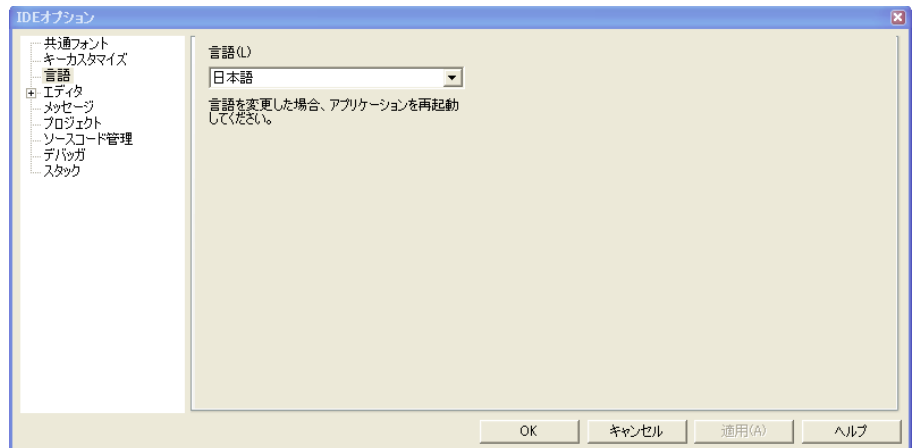 IDEオプション
共通フォント
キーカスタマイズ
言語
エディタ
メッセージ
プロジェクト
ソースコード管理
デバッガ
スタック
言語(L)
日本語
言語を変更した場合、アプリケーションを再起動
してください。
OK
キャンセル
適用(A)
ヘルプ